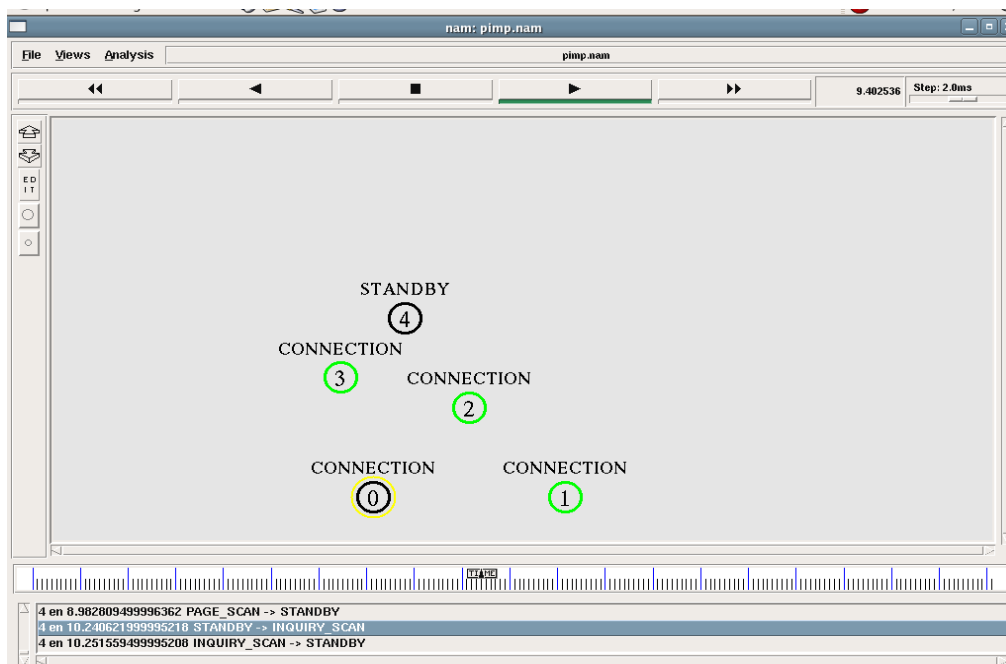 nam: pimp.nam
File Views Analysis pimp.nam
9.402536 Step: 2.0ms
ED
IT
STANDBY
4
CONNECTION
3
CONNECTION
2
CONNECTION
0
CONNECTION
1
TIME
4 en 8.982809499996362 PAGE_SCAN -> STANDBY
4 en 10.240621999995218 STANDBY -> INQUIRY_SCAN
4 en 10.251559499995208 INQUIRY_SCAN -> STANDBY